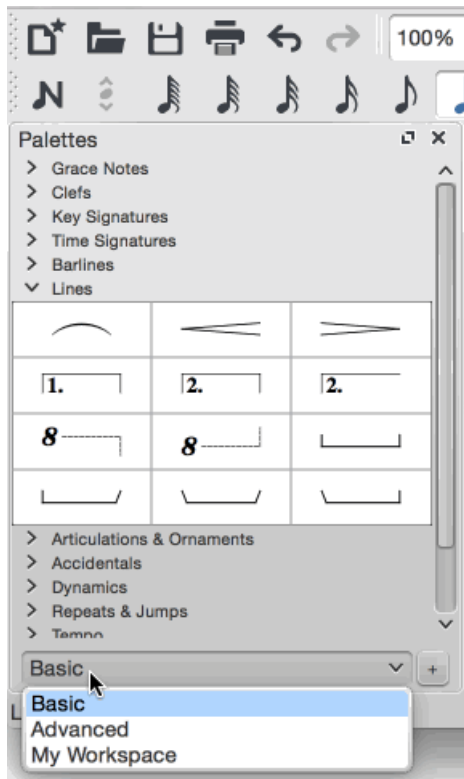 100%
Palettes
Grace Notes
Clefs
Key Signatures
Time Signatures
Barlines
Lines
1. 2. 2.
8 8
Articulations & Ornaments
Accidentals
Dynamics
Repeats & Jumps
Tempo
Basic +
Basic
Advanced
My Workspace